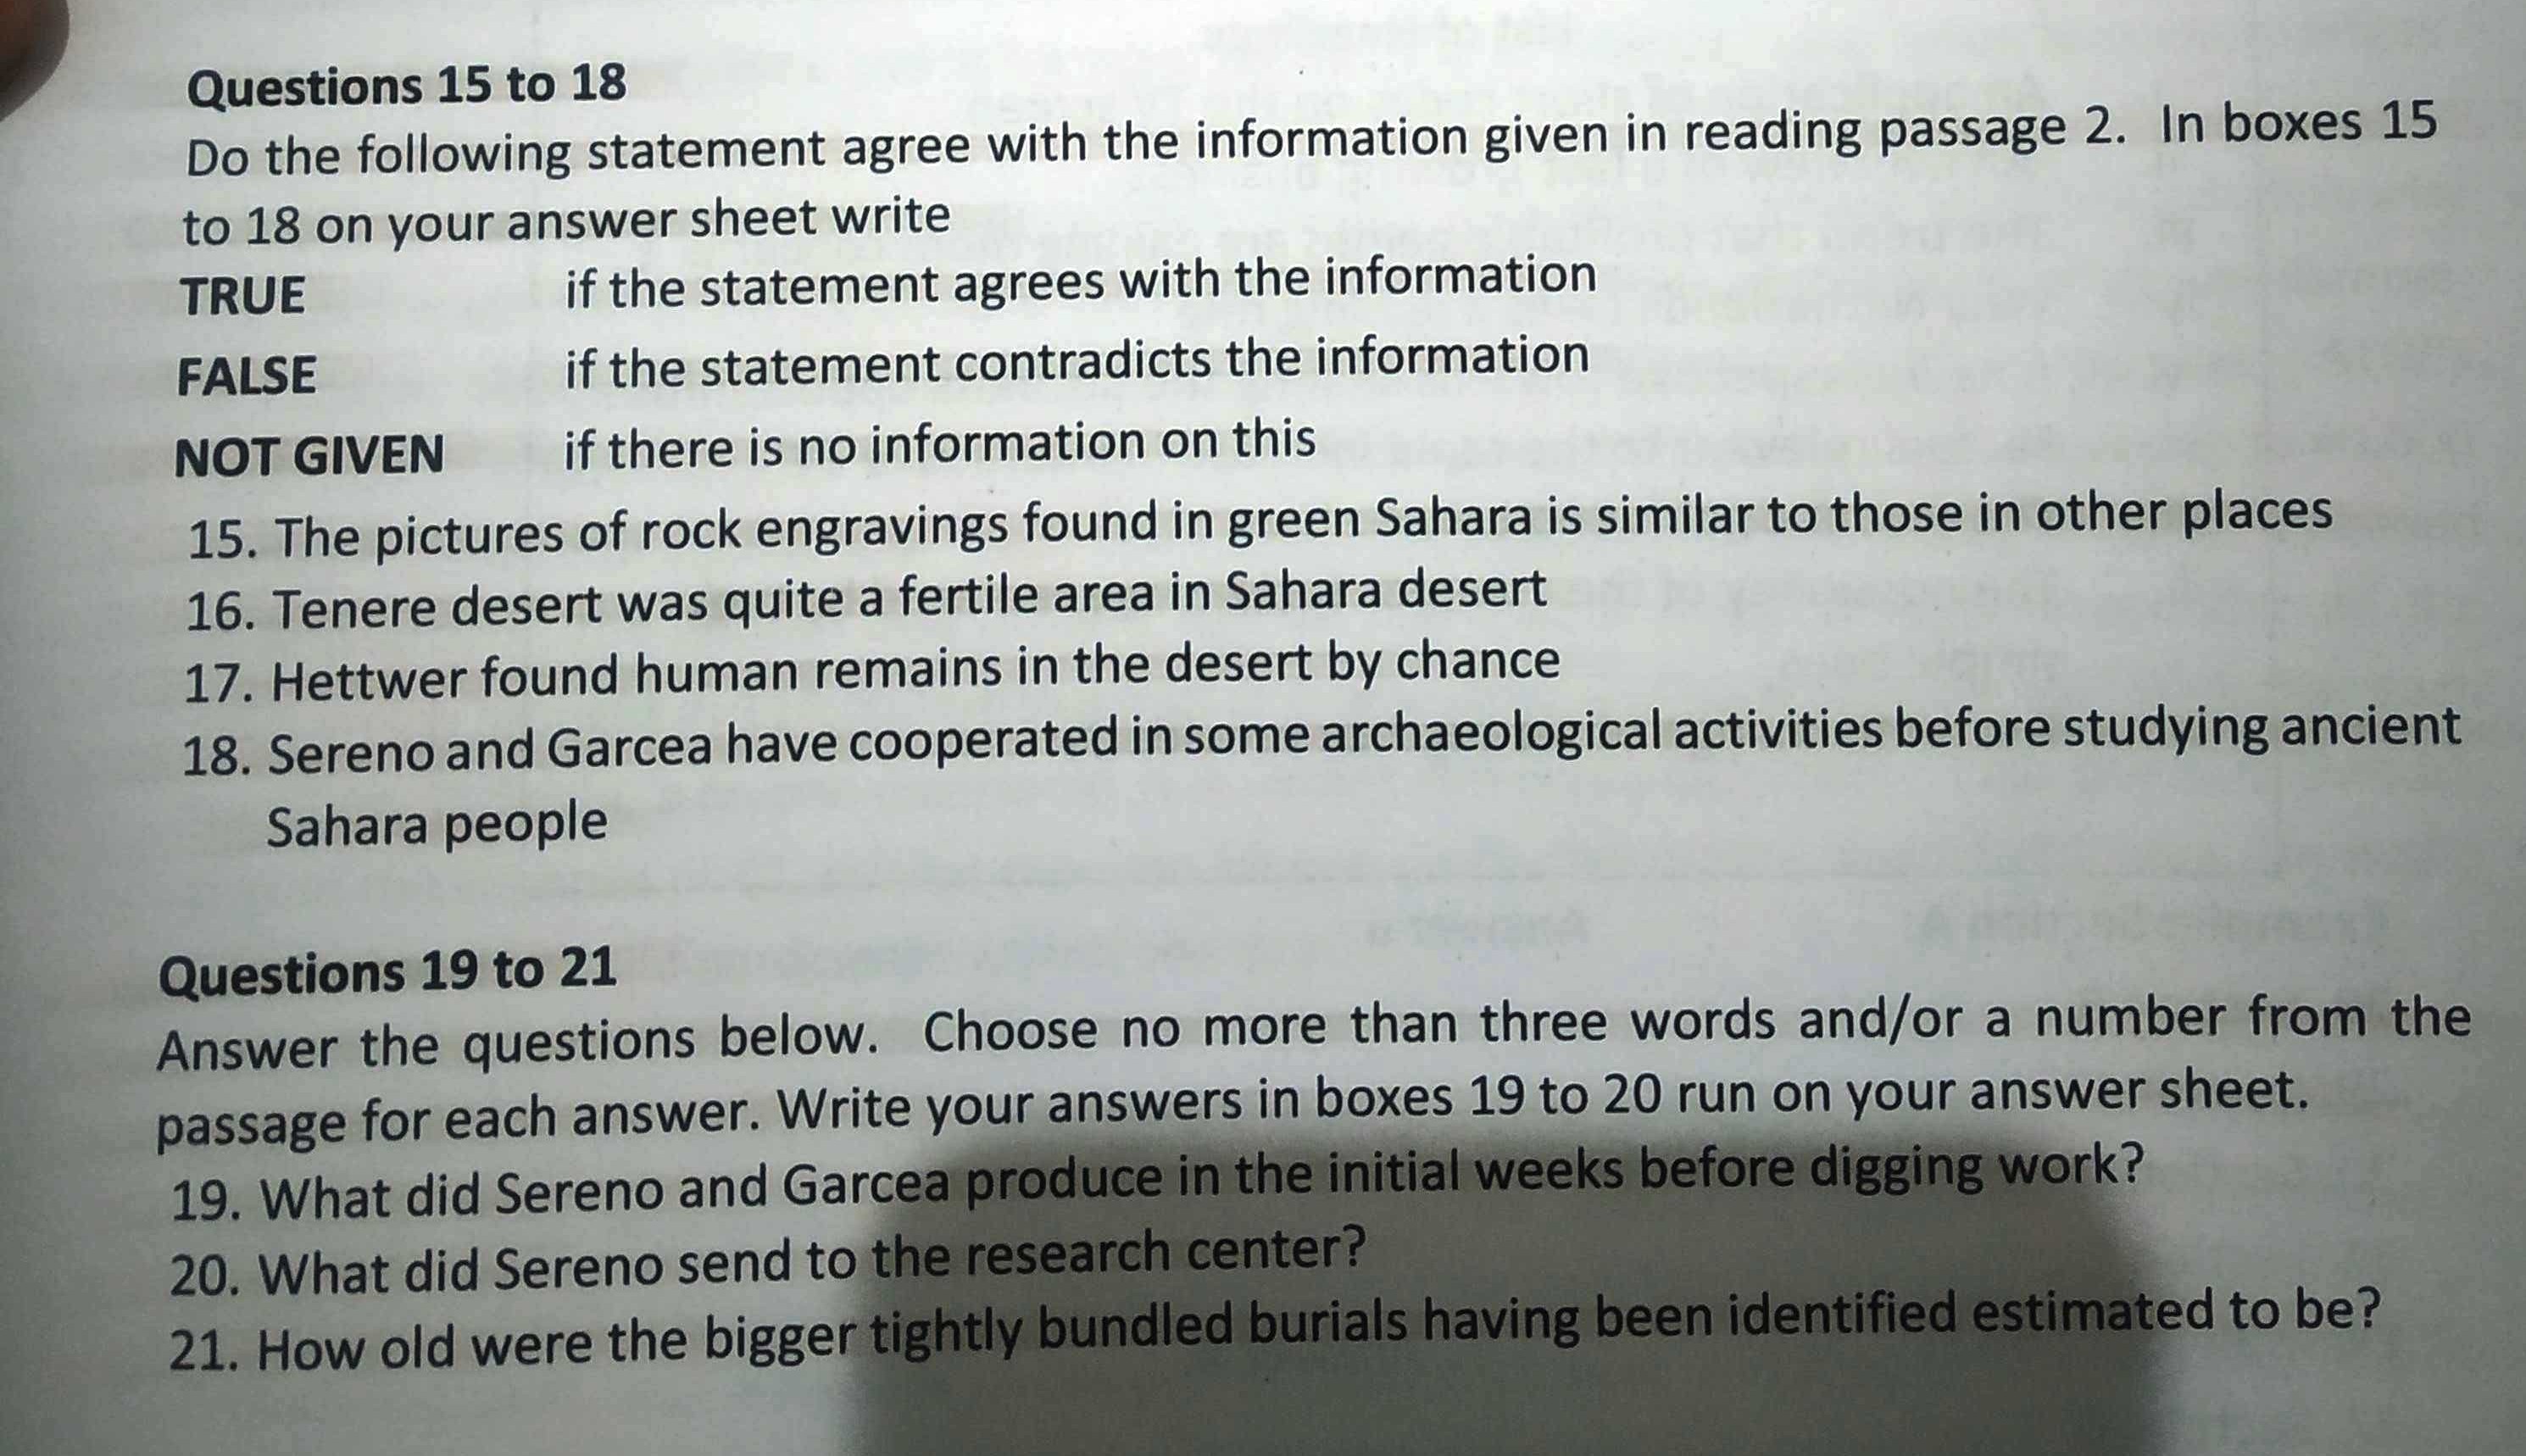 Questions 15 to 18
Do the following statement agree with the information given in reading passage 2. In boxes 15
to 18 on your answer sheet write
TRUE if the statement agrees with the information
FALSE if the statement contradicts the information
NOT GIVEN if there is no information on this
15. The pictures of rock engravings found in green Sahara is similar to those in other places
16. Tenere desert was quite a fertile area in Sahara desert
17. Hettwer found human remains in the desert by chance
18. Sereno and Garcea have cooperated in some archaeological activities before studying ancient
Sahara people
Questions 19 to 21
Answer the questions below. Choose no more than three words and/or a number from the
passage for each answer. Write your answers in boxes 19 to 20 run on your answer sheet.
19. What did Sereno and Garcea produce in the initial weeks before digging work?
20. What did Sereno send to the research center?
21. How old were the bigger tightly bundled burials having been identified estimated to be?